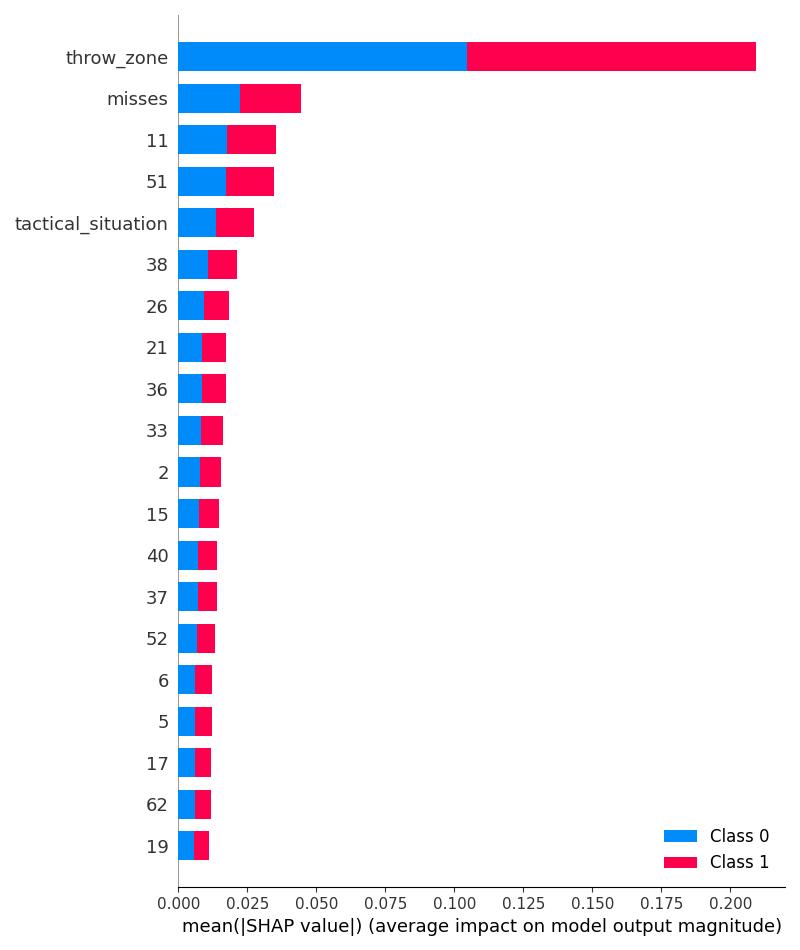 throw_zone
misses
11
51
tactical_situation
38
26
21
36
33
2
15
40
37
52
6
5
17
62
19
Class 0
Class 1
0.000 0.025 0.050 0.075 0.100 0.125 0.150 0.175 0.200
mean(|SHAP value|) (average impact on model output magnitude)